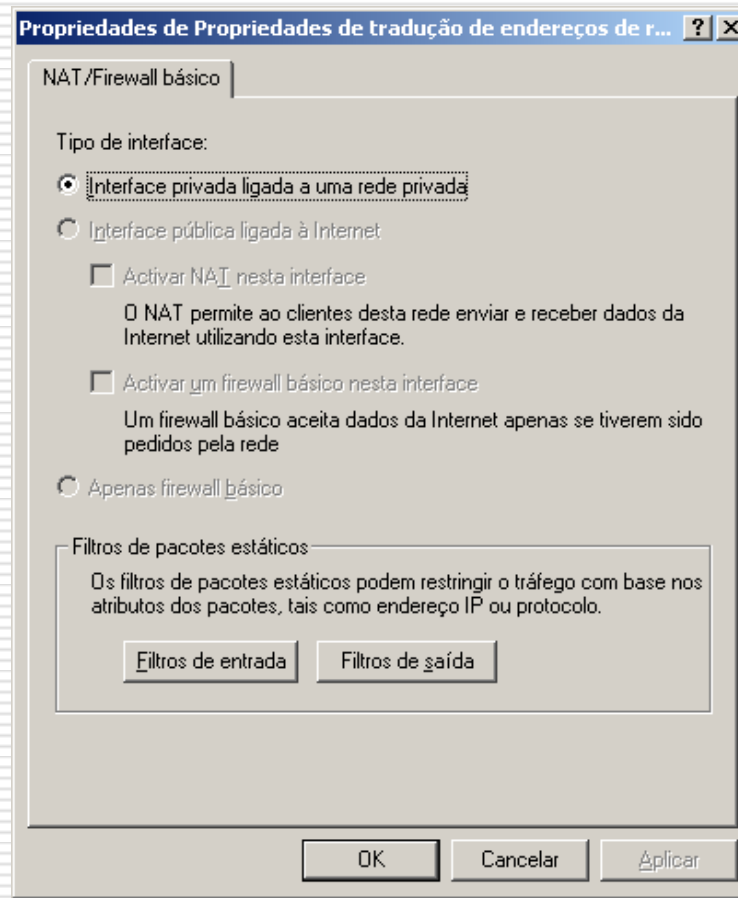 Propriedades de Propriedades de tradução de endereços de r...
NAT/Firewall básico
Tipo de interface:
Interface privada ligada a uma rede privada
Interface pública ligada à Internet
Activar NAT nesta interface
O NAT permite ao clientes desta rede enviar e receber dados da
Internet utilizando esta interface.
Activar um firewall básico nesta interface
Um firewall básico aceita dados da Internet apenas se tiverem sido
pedidos pela rede
Apenas firewall básico
Filtros de pacotes estáticos
Os filtros de pacotes estáticos podem restringir o tráfego com base nos
atributos dos pacotes, tais como endereço IP ou protocolo.
Filtros de entrada Filtros de saída
OK Cancelar Aplicar